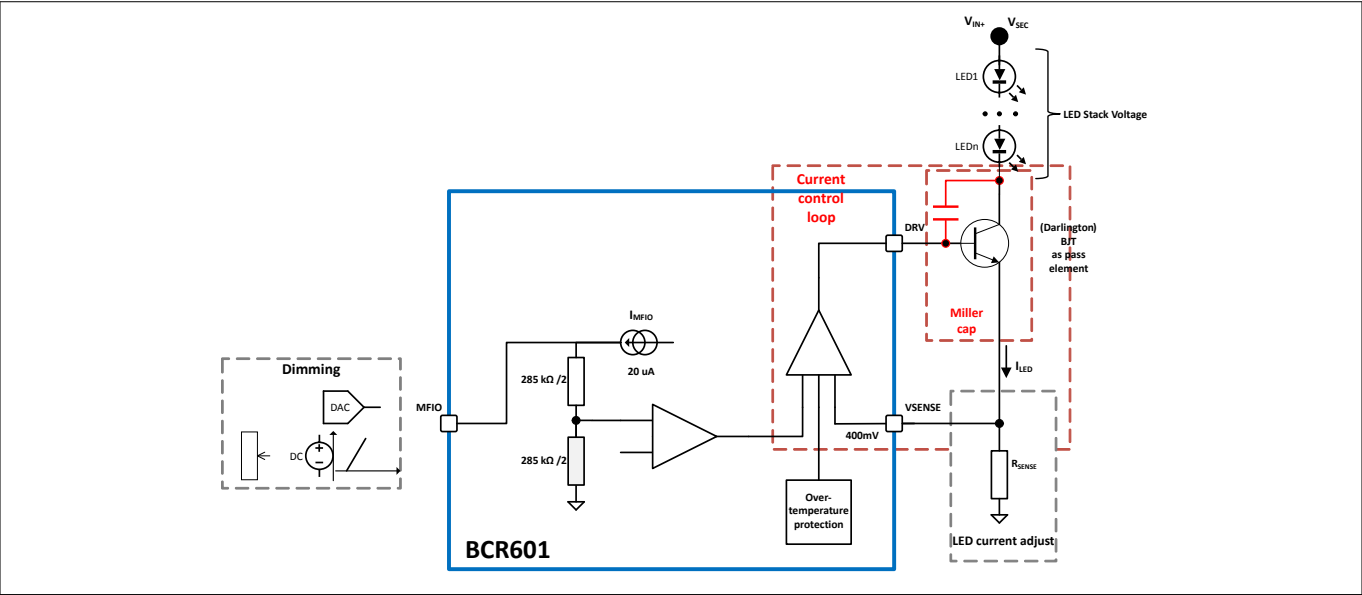 VIN+ VSEC
LED1
LED Stack Voltage
LEDn
Current
control
loop
DRV
(Darlington)
BJT
as pass
element
Miller
cap
IMFIO
20 uA
285 kΩ /2
ILED
Dimming
DAC
DC
MFIO
VSENSE
400mV
285 kΩ /2
RSENSE
Over-
temperature
protection
LED current adjust
BCR601